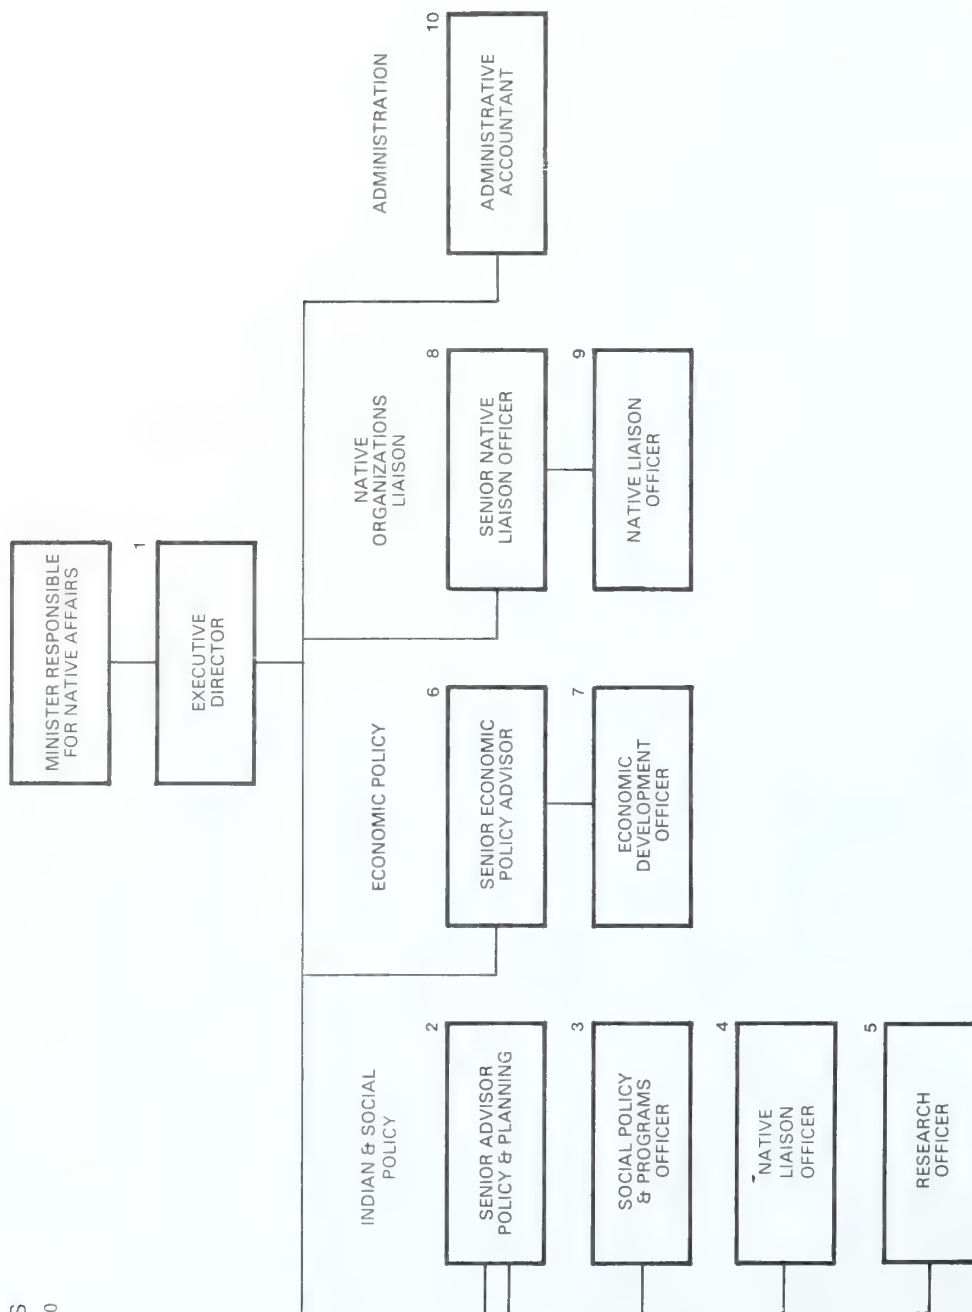 S
0
MINISTER RESPONSIBLE
FOR NATIVE AFFAIRS
1
EXECUTIVE
DIRECTOR
INDIAN & SOCIAL
POLICY
2
SENIOR ADVISOR
POLICY & PLANNING
3
SOCIAL POLICY
& PROGRAMS
OFFICER
4
NATIVE
LIAISON
OFFICER
5
RESEARCH
OFFICER
ECONOMIC POLICY
6
SENIOR ECONOMIC
POLICY ADVISOR
7
ECONOMIC
DEVELOPMENT
OFFICER
NATIVE
ORGANIZATIONS
LIAISON
8
SENIOR NATIVE
LIAISON OFFICER
9
NATIVE LIAISON
OFFICER
ADMINISTRATION
10
ADMINISTRATIVE
ACCOUNTANT